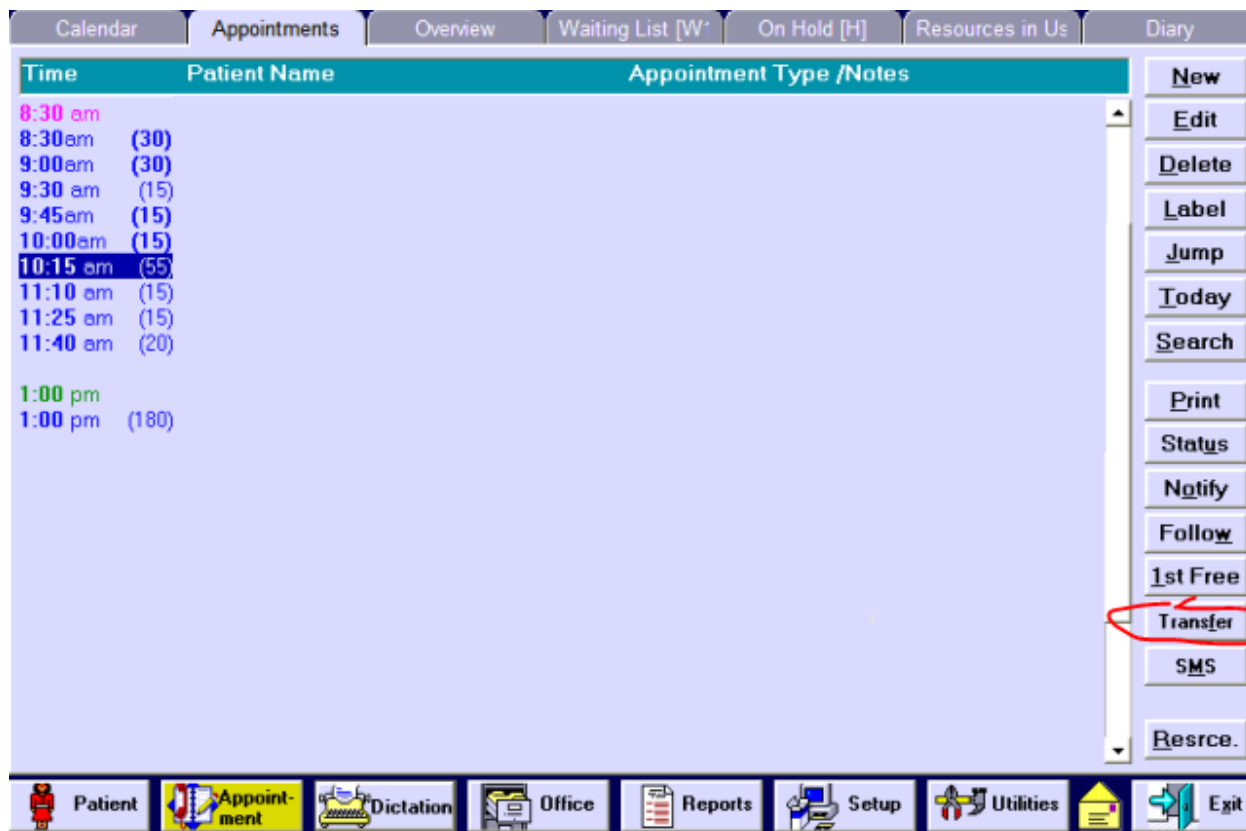 Calendar Appointments Overview Waiting List [W1 On Hold [H] Resources in Us Diary
Time Patient Name Appointment Type /Notes
8:30 am
8:30am (30)
9:00am (30)
9:30 am (15)
9:45am (15)
10:00am (15)
10:15 am (55)
11:10 am (15)
11:25 am (15)
11:40 am (20)
1:00 pm
1:00 pm (180)
New
Edit
Delete
Label
Jump
Today
Search
Print
Status
Notify
Follow
1st Free
Transfer
SMS
Resrce.
Patient Appoint-
ment Dictation Office Reports Setup Utilities Exit